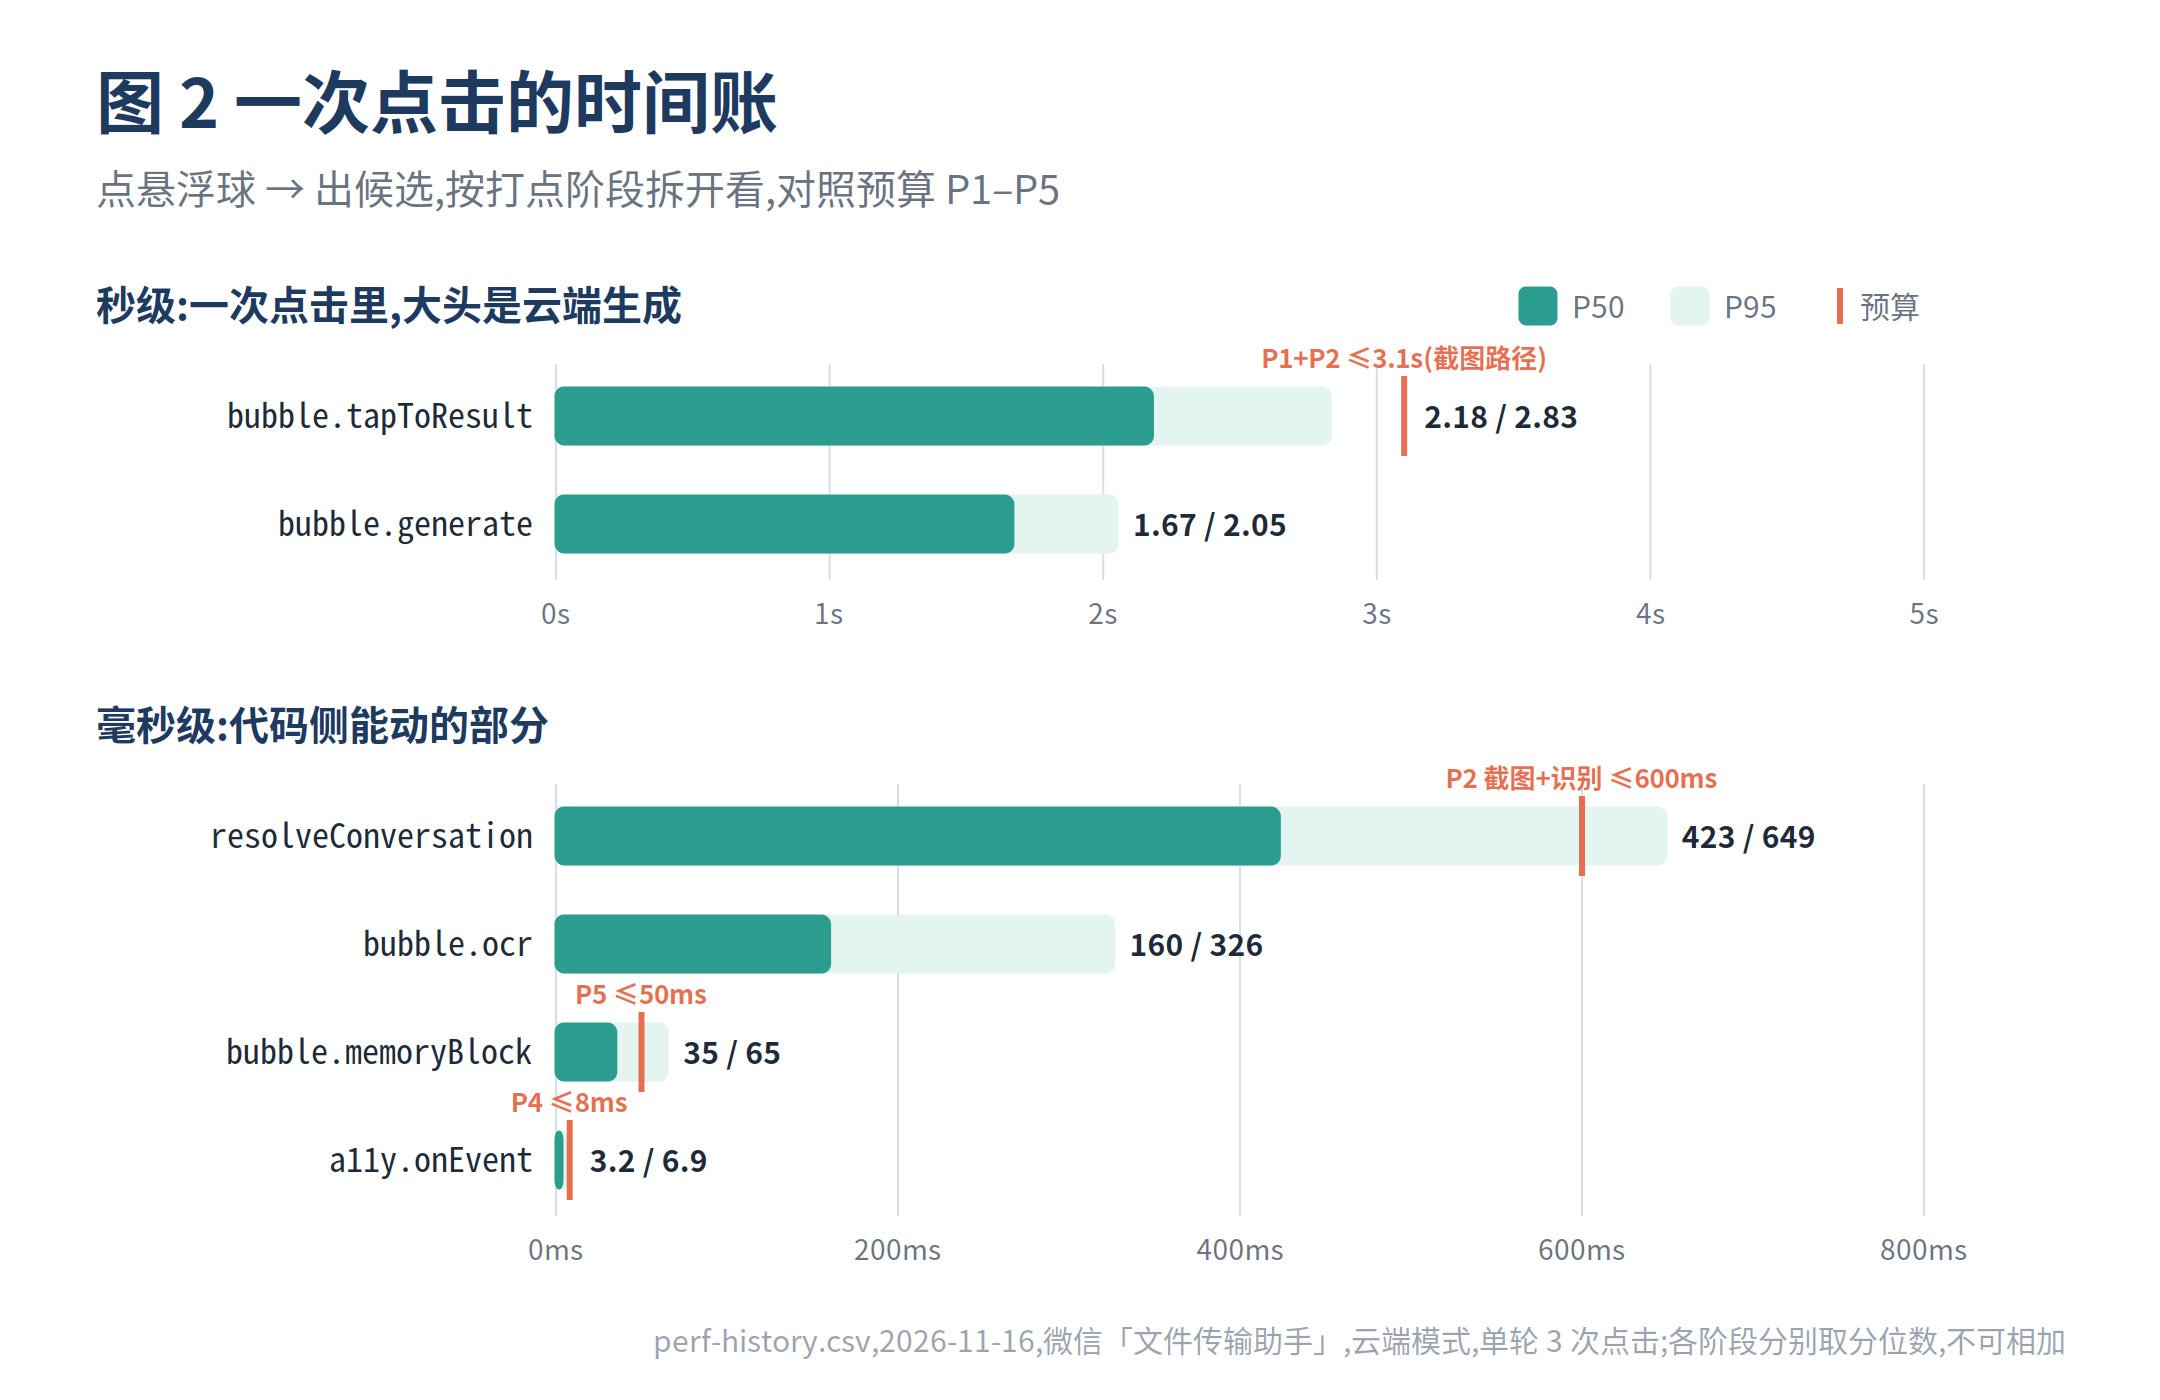 图 2 一次点击的时间账
点悬浮球 → 出候选,按打点阶段拆开看,对照预算 P1–P5
秒级:一次点击里,大头是云端生成
P50
P95
预算
P1+P2 ≤3.1s(截图路径)
bubble.tapToResult
2.18 / 2.83
bubble.generate
1.67 / 2.05
0s
1s
2s
3s
4s
5s
毫秒级:代码侧能动的部分
P2 截图+识别 ≤600ms
resolveConversation
423 / 649
bubble.ocr
160 / 326
P5 ≤50ms
bubble.memoryBlock
35 / 65
P4 ≤8ms
a11y.onEvent
3.2 / 6.9
0ms
200ms
400ms
600ms
800ms
perf-history.csv,2026-11-16,微信「文件传输助手」,云端模式,单轮 3 次点击;各阶段分别取分位数,不可相加